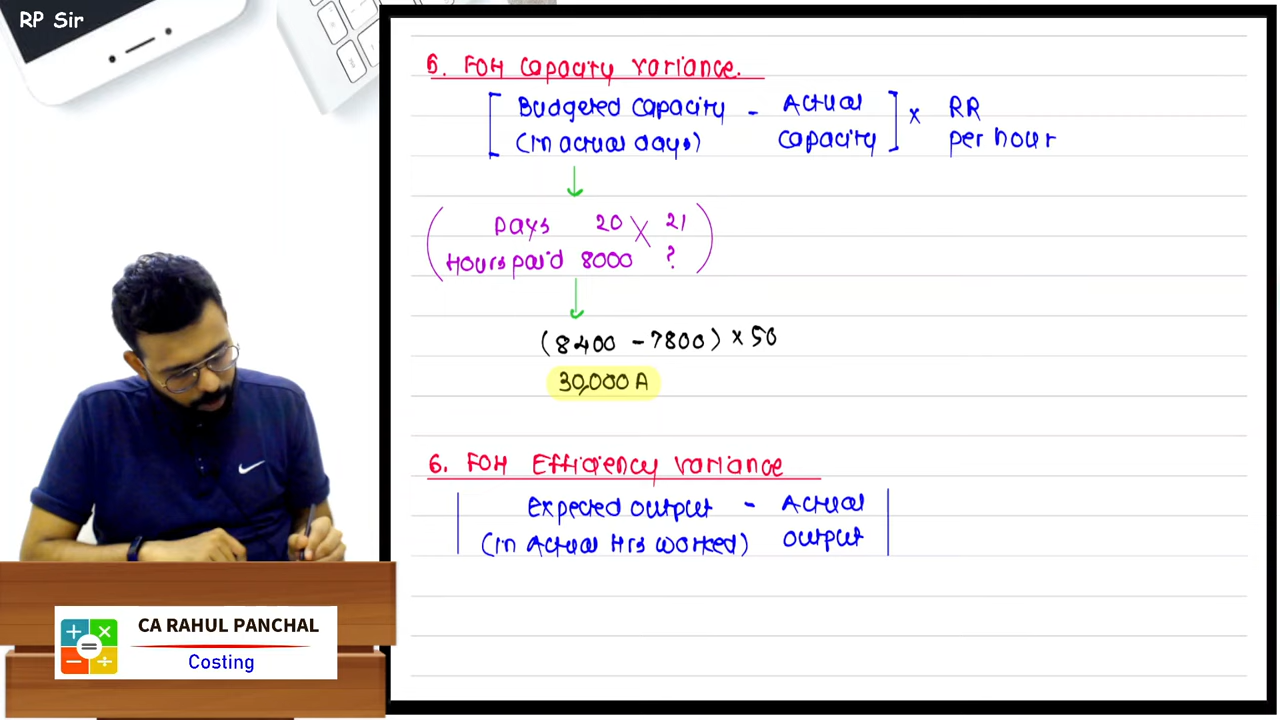 RP Sir
5. FOH Capacity variance.
[ Budgeted capacity - Actual ] × RR
(In actual days) capacity per hour
( Days 20 × 21 )
Hours paid 8000 ?
(8400 - 7800) × 50
30,000 A
6. FOH Efficiency variance
Expected output - Actual
(In Actual Hrs worked) output
CA RAHUL PANCHAL
Costing